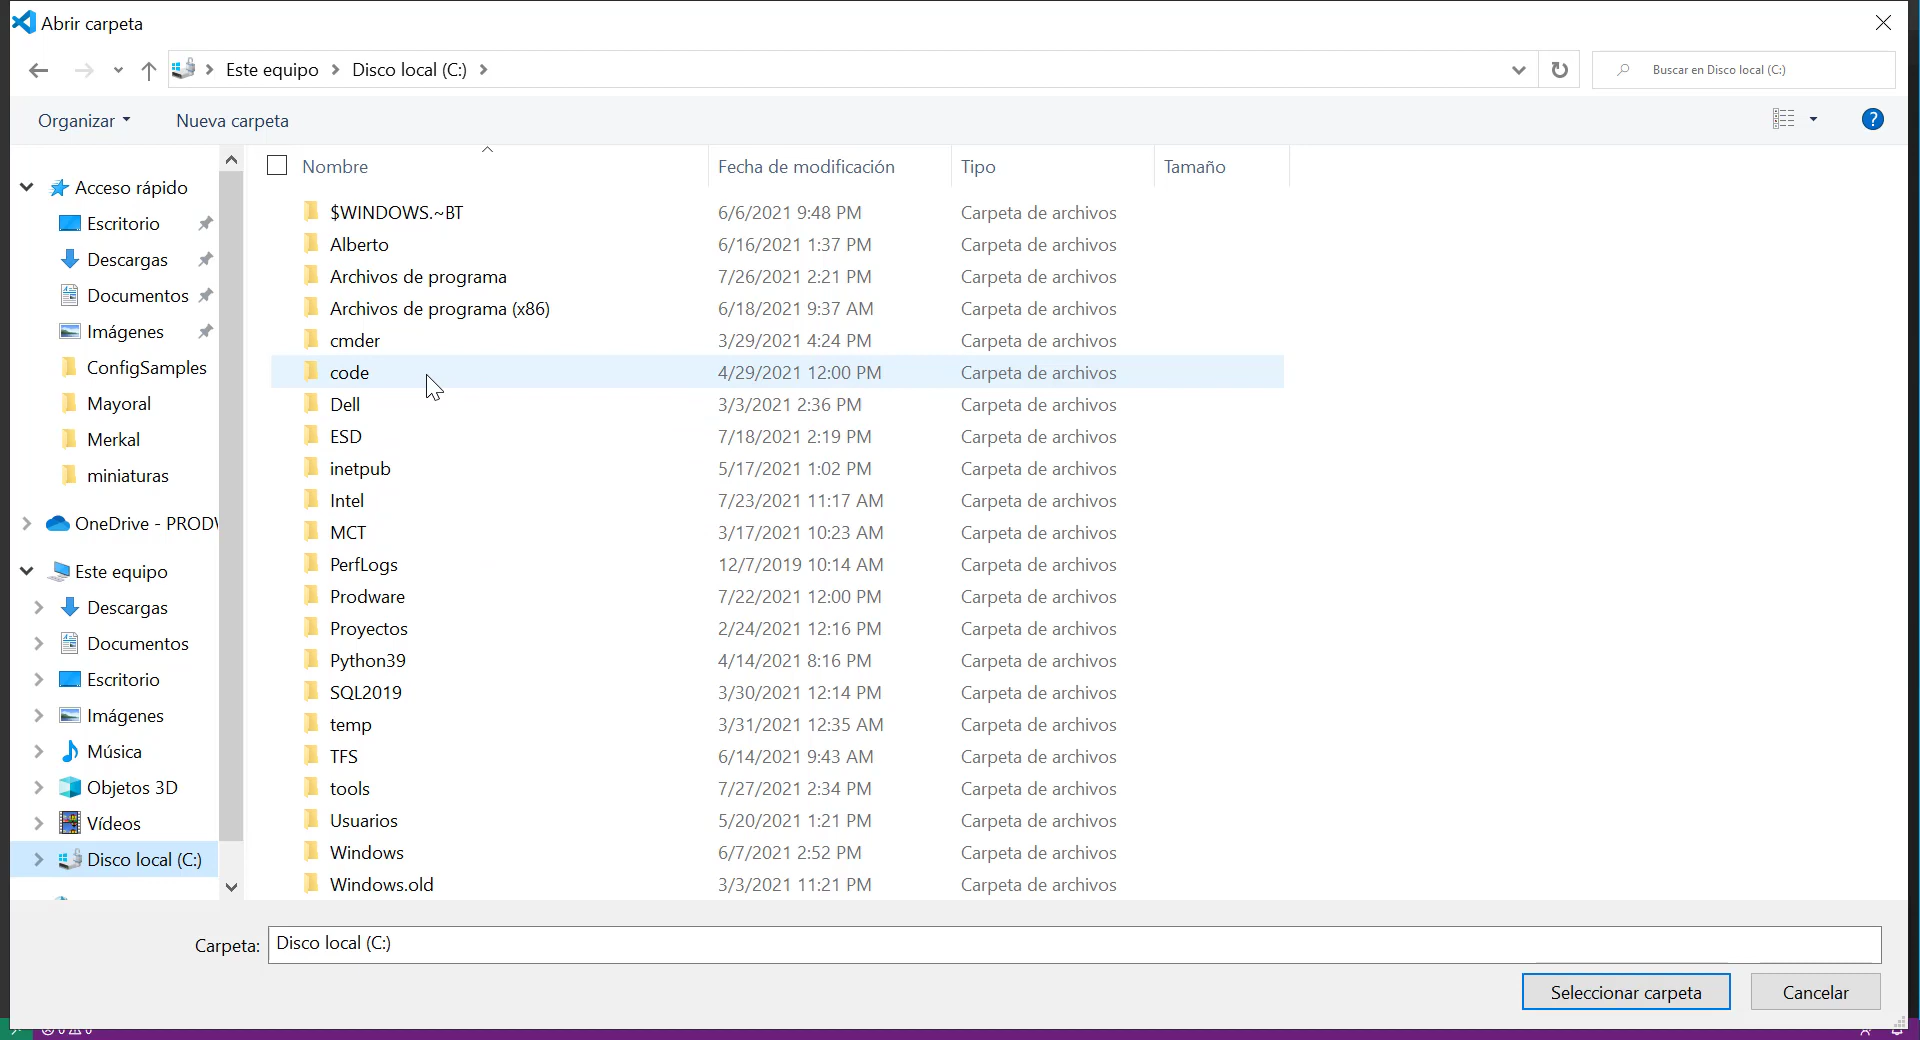 Abrir carpeta
Este equipo Disco local (C:)
Buscar en Disco local (C:)
Organizar Nueva carpeta
?
Nombre Fecha de modificación Tipo Tamaño
Acceso rápido
Escritorio
Descargas
Documentos
Imágenes
ConfigSamples
Mayoral
Merkal
miniaturas
OneDrive - PRODW
Este equipo
Descargas
Documentos
Escritorio
Imágenes
Música
Objetos 3D
Vídeos
Disco local (C:)
$WINDOWS.~BT 6/6/2021 9:48 PM Carpeta de archivos
Alberto 6/16/2021 1:37 PM Carpeta de archivos
Archivos de programa 7/26/2021 2:21 PM Carpeta de archivos
Archivos de programa (x86) 6/18/2021 9:37 AM Carpeta de archivos
cmder 3/29/2021 4:24 PM Carpeta de archivos
code 4/29/2021 12:00 PM Carpeta de archivos
Dell 3/3/2021 2:36 PM Carpeta de archivos
ESD 7/18/2021 2:19 PM Carpeta de archivos
inetpub 5/17/2021 1:02 PM Carpeta de archivos
Intel 7/23/2021 11:17 AM Carpeta de archivos
MCT 3/17/2021 10:23 AM Carpeta de archivos
PerfLogs 12/7/2019 10:14 AM Carpeta de archivos
Prodware 7/22/2021 12:00 PM Carpeta de archivos
Proyectos 2/24/2021 12:16 PM Carpeta de archivos
Python39 4/14/2021 8:16 PM Carpeta de archivos
SQL2019 3/30/2021 12:14 PM Carpeta de archivos
temp 3/31/2021 12:35 AM Carpeta de archivos
TFS 6/14/2021 9:43 AM Carpeta de archivos
tools 7/27/2021 2:34 PM Carpeta de archivos
Usuarios 5/20/2021 1:21 PM Carpeta de archivos
Windows 6/7/2021 2:52 PM Carpeta de archivos
Windows.old 3/3/2021 11:21 PM Carpeta de archivos
Carpeta: Disco local (C:)
Seleccionar carpeta Cancelar